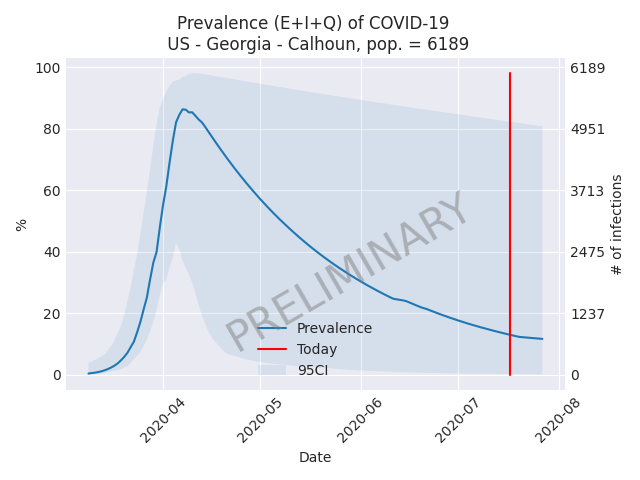 Prevalence (E+I+Q) of COVID-19
US - Georgia - Calhoun, pop. = 6189
100
80
60
40
20
0
%
6189
4951
3713
2475
1237
0
# of infections
PRELIMINARY
Prevalence
Today
95CI
2020-04
2020-05
2020-06
2020-07
2020-08
Date